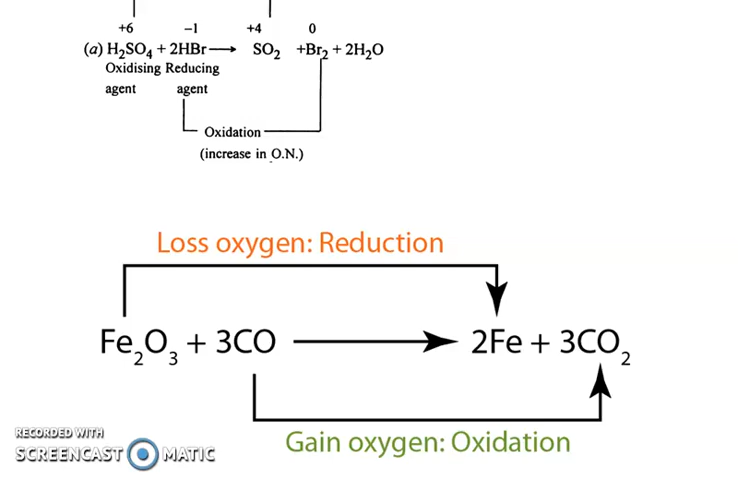 +6 −1 +4 0
(a) H₂SO₄ + 2HBr ⟶ SO₂ +Br₂ + 2H₂O
Oxidising Reducing
agent agent
Oxidation
(increase in O.N.)
Loss oxygen: Reduction
Fe₂O₃ + 3CO ⟶ 2Fe + 3CO₂
Gain oxygen: Oxidation
RECORDED WITH
SCREENCAST MATIC